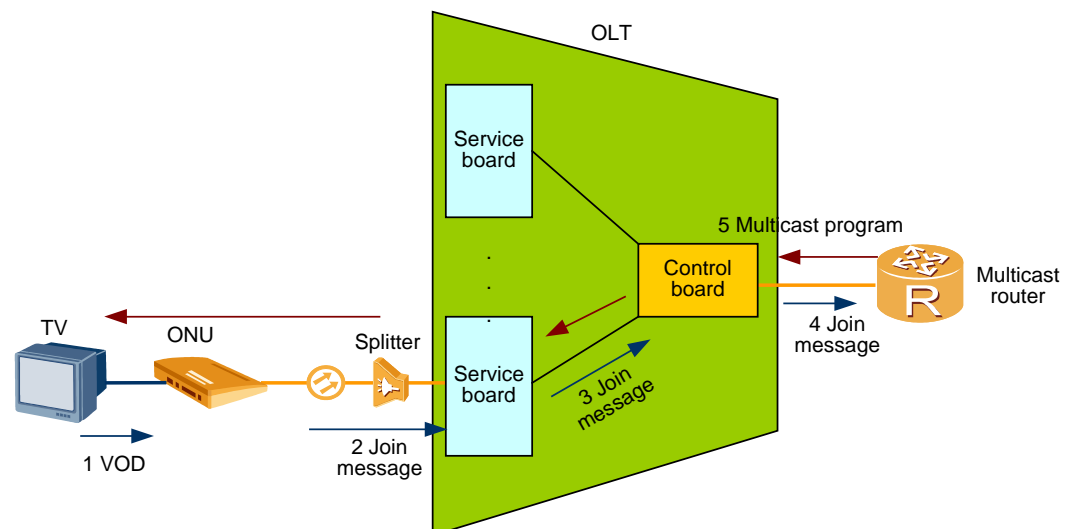 OLT
Service
board
5 Multicast program
Control
board
Multicast
router
R
TV
ONU
Splitter
4 Join
message
Service
board
3 Join
message
2 Join
message
1 VOD